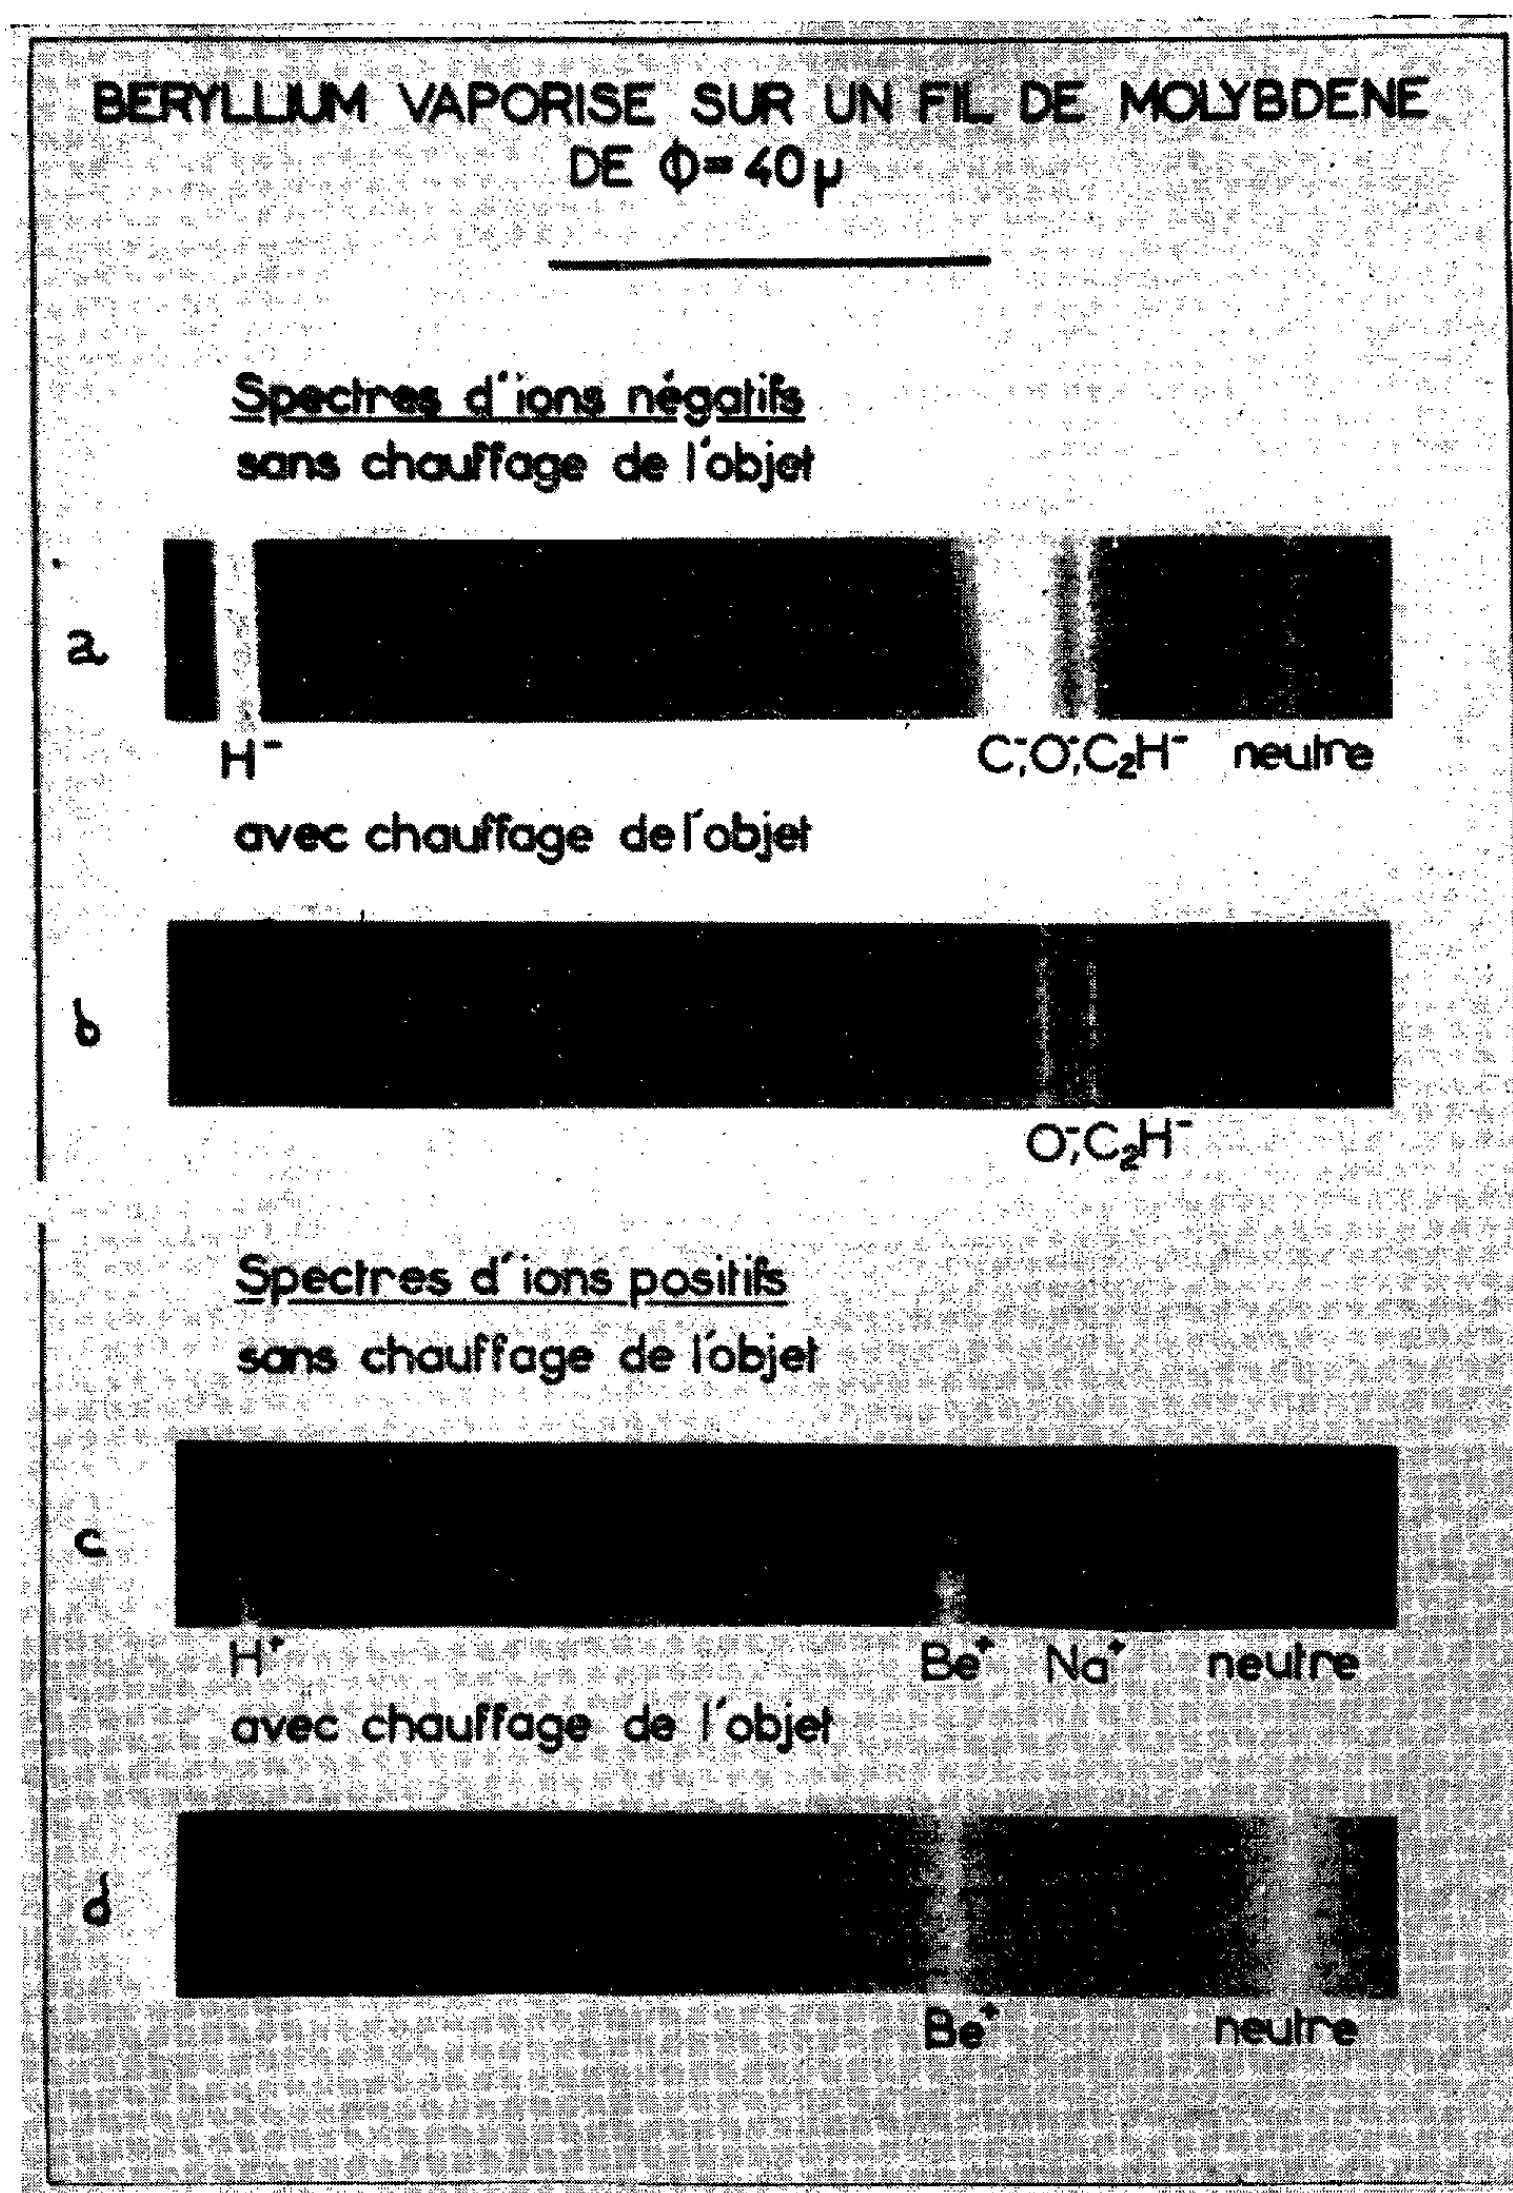 BERYLLIUM VAPORISE SUR UN FIL DE MOLYBDENE
DE Φ = 40 μ
Spectres d'ions négatifs
sans chauffage de l'objet
a
H⁻ C⁻,O⁻,C₂H⁻ neutre
avec chauffage de l'objet
b
O⁻,C₂H⁻
Spectres d'ions positifs
sans chauffage de l'objet
c
H⁺ Be⁺ Na⁺ neutre
avec chauffage de l'objet
d
Be⁺ neutre